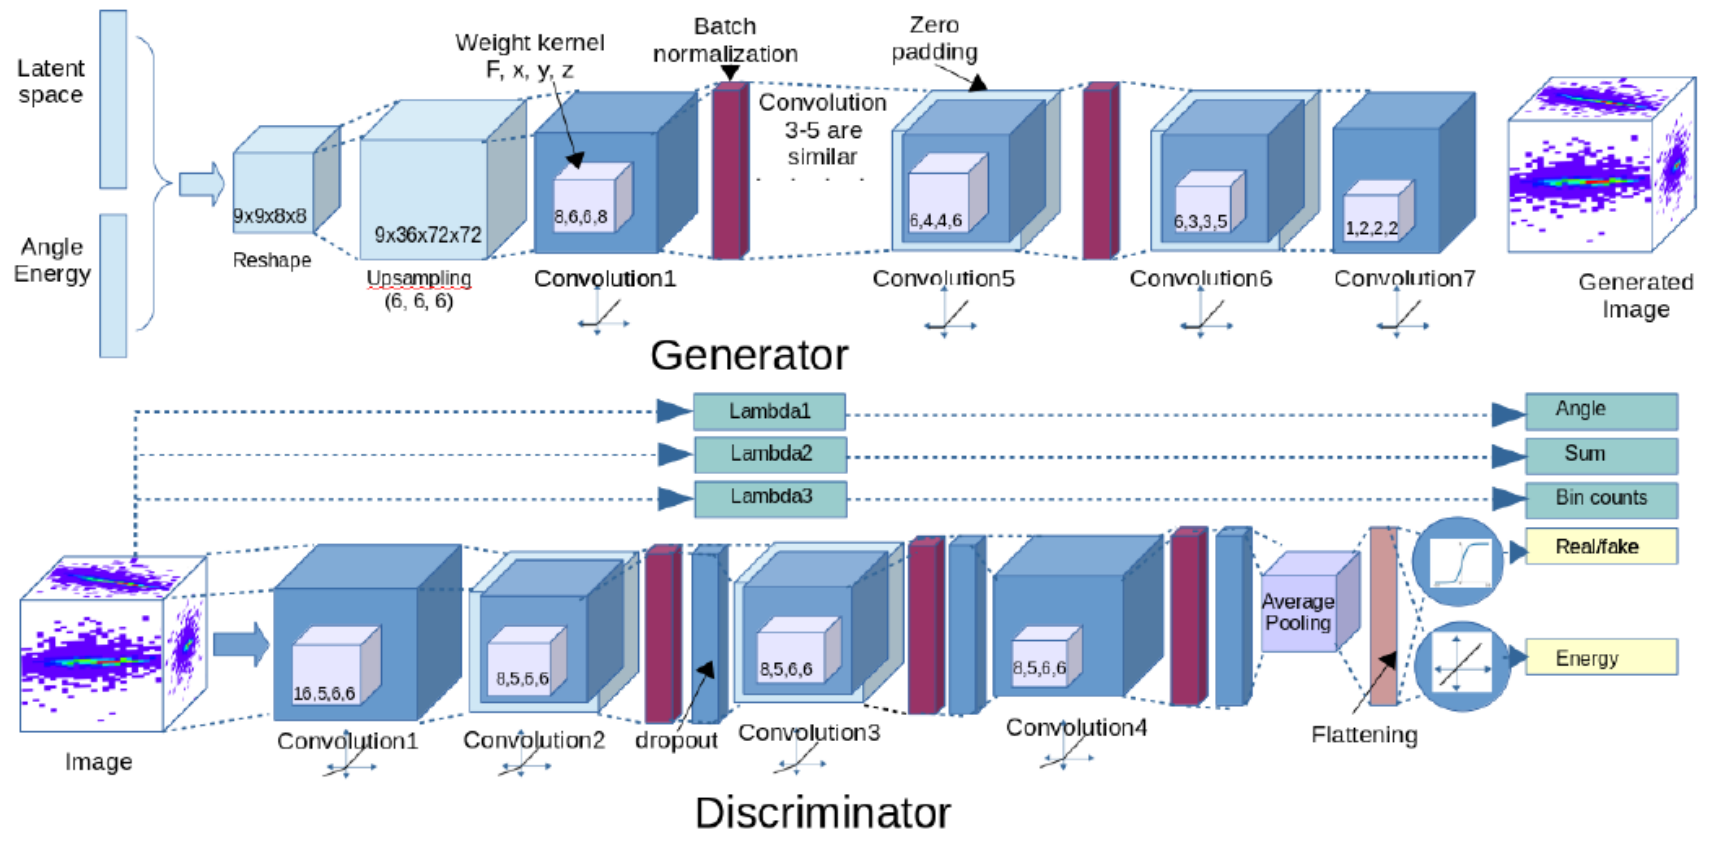 Latent
space
Angle
Energy
9x9x8x8
Reshape
9x36x72x72
Upsampling
(6, 6, 6)
Weight kernel
F, x, y, z
8,6,6,8
Convolution1
Batch
normalization
Convolution
3-5 are
similar
. . . .
Zero
padding
6,4,4,6
Convolution5
6,3,3,5
Convolution6
1,2,2,2
Convolution7
Generated
Image
Generator
Lambda1
Angle
Lambda2
Sum
Lambda3
Bin counts
Image
16,5,6,6
Convolution1
8,5,6,6
Convolution2
dropout
8,5,6,6
Convolution3
8,5,6,6
Convolution4
Average
Pooling
Flattening
Real/fake
Energy
Discriminator